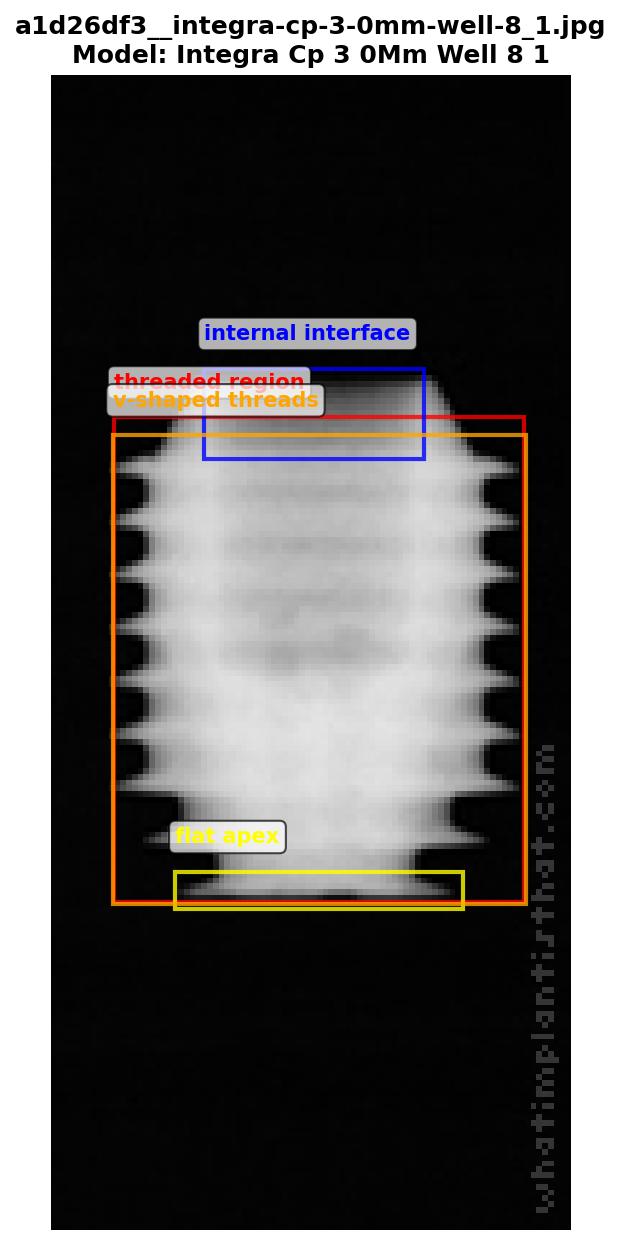 a1d26df3__integra-cp-3-0mm-well-8_1.jpg
Model: Integra Cp 3 0Mm Well 8 1
internal interface
threaded region
v-shaped threads
flat apex
whatimplantisthat.com